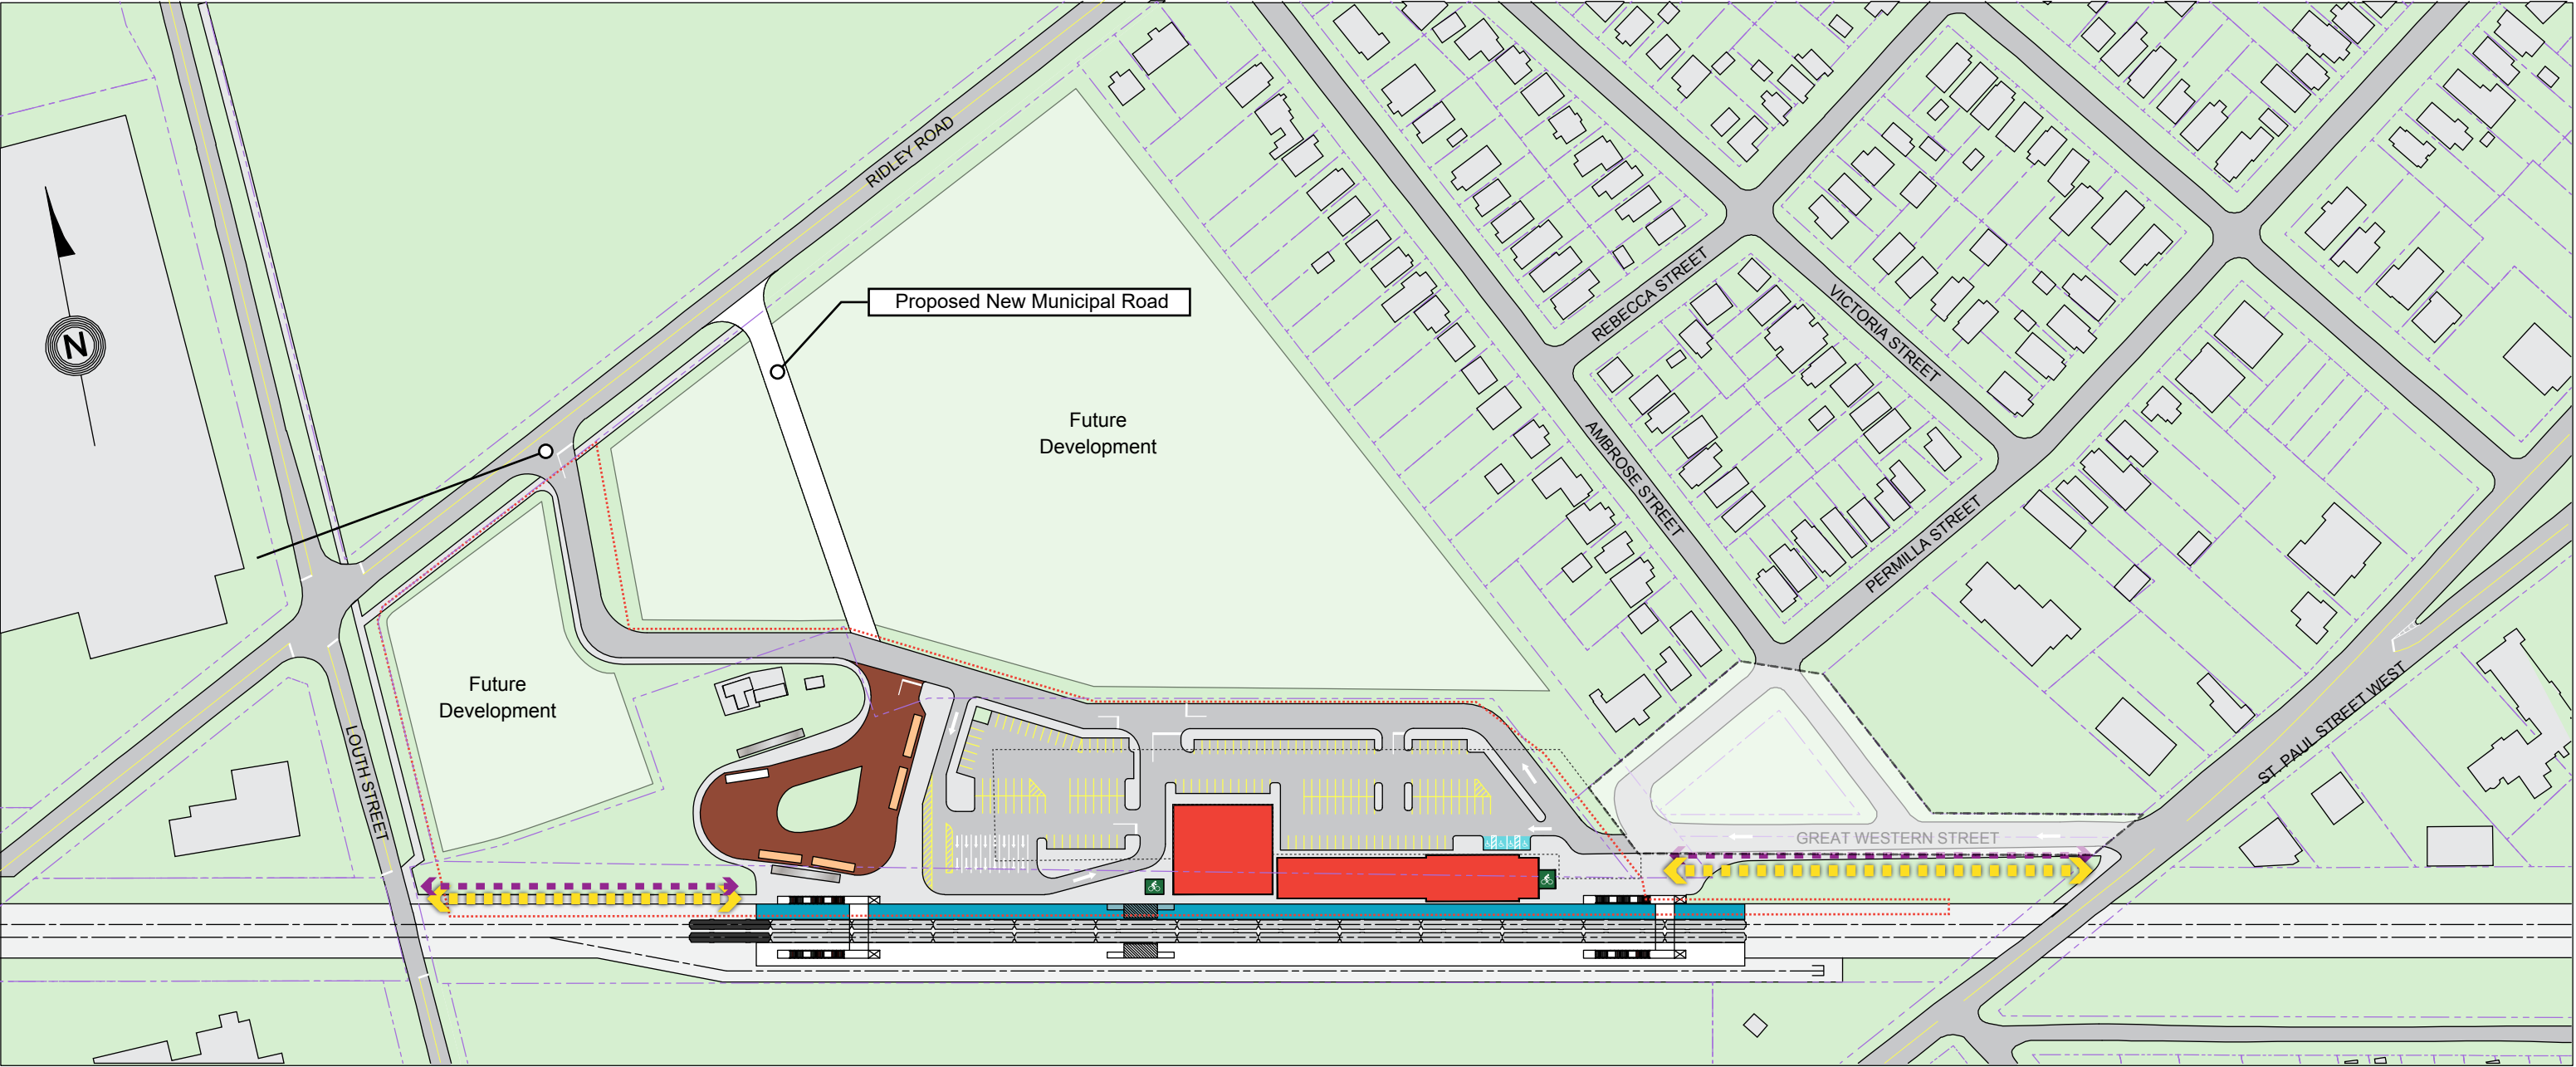 RIDLEY ROAD
N
Proposed New Municipal Road
REBECCA STREET
VICTORIA STREET
Future
Development
AMBROSE STREET
PERMILLA STREET
Future
Development
LOUTH STREET
ST. PAUL STREET WEST
GREAT WESTERN STREET